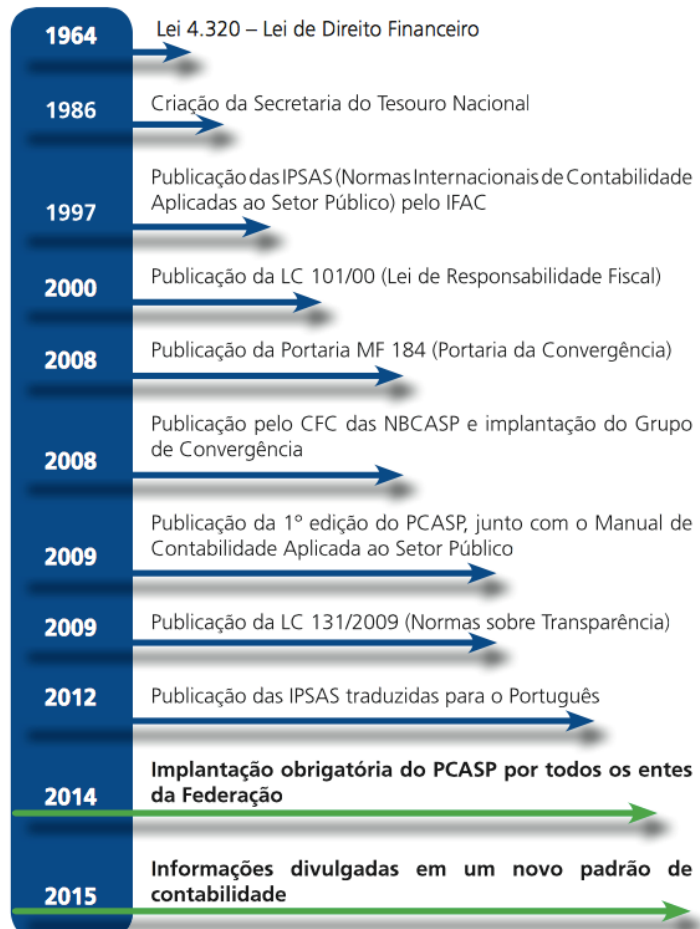 1964
Lei 4.320 – Lei de Direito Financeiro
1986
Criação da Secretaria do Tesouro Nacional
1997
Publicação das IPSAS (Normas Internacionais de Contabilidade
Aplicadas ao Setor Público) pelo IFAC
2000
Publicação da LC 101/00 (Lei de Responsabilidade Fiscal)
2008
Publicação da Portaria MF 184 (Portaria da Convergência)
2008
Publicação pelo CFC das NBCASP e implantação do Grupo
de Convergência
2009
Publicação da 1º edição do PCASP, junto com o Manual de
Contabilidade Aplicada ao Setor Público
2009
Publicação da LC 131/2009 (Normas sobre Transparência)
2012
Publicação das IPSAS traduzidas para o Português
2014
Implantação obrigatória do PCASP por todos os entes
da Federação
2015
Informações divulgadas em um novo padrão de
contabilidade